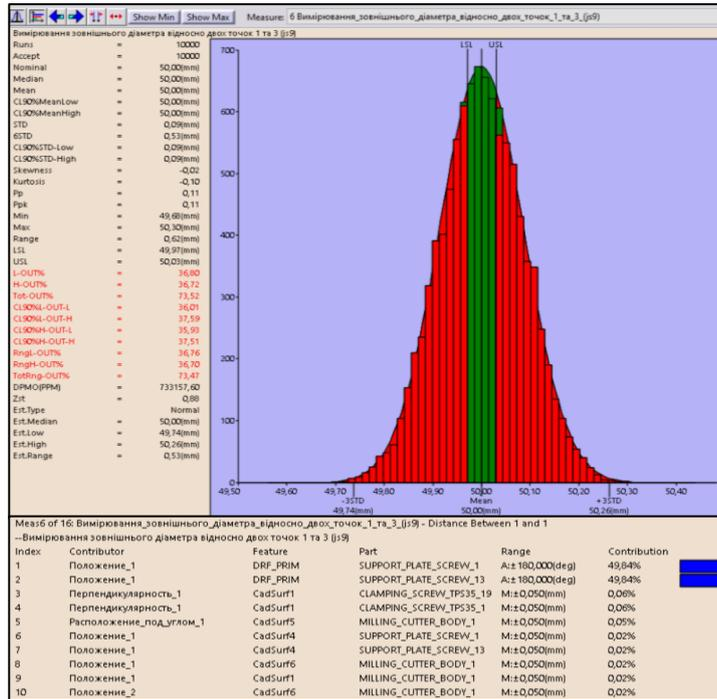 Show Min Show Max Measure: 6 Вимірювання_зовнішнього_діаметра_відносно_двох_точок_1_та_3_(js9)
Вимірювання зовнішнього діаметра відносно двох точок 1 та 3 (js9)
Runs = 10000
Accept = 10000
Nominal = 50,00(mm)
Median = 50,00(mm)
Mean = 50,00(mm)
CL90%MeanLow = 50,00(mm)
CL90%MeanHigh = 50,00(mm)
STD = 0,09(mm)
6STD = 0,53(mm)
CL90%STD-Low = 0,09(mm)
CL90%STD-High = 0,09(mm)
Skewness = -0,02
Kurtosis = -0,10
Pp = 0,11
Ppk = 0,11
Min = 49,68(mm)
Max = 50,30(mm)
Range = 0,62(mm)
LSL = 49,97(mm)
USL = 50,03(mm)
L-OUT% = 36,80
H-OUT% = 36,72
Tot-OUT% = 73,52
CL90%L-OUT-L = 36,01
CL90%L-OUT-H = 37,59
CL90%H-OUT-L = 35,93
CL90%H-OUT-H = 37,51
RngL-OUT% = 36,76
RngH-OUT% = 36,70
TotRng-OUT% = 73,47
DPMO(PPM) = 733157,60
Zst = 0,88
Est.Type Normal
Est.Median = 50,00(mm)
Est.Low = 49,74(mm)
Est.High = 50,26(mm)
Est.Range = 0,53(mm)
LSL USL
700
600
500
400
300
200
100
0
49,50 49,60 49,70 49,80 49,90 50,00 50,10 50,20 50,30 50,40
-3STD Mean +3STD
49,74(mm) 50,00(mm) 50,26(mm)
Meas6 of 16: Вимірювання_зовнішнього_діаметра_відносно_двох_точок_1_та_3_(js9) - Distance Between 1 and 1
--Вимірювання зовнішнього діаметра відносно двох точок 1 та 3 (js9)
Index Contributor Feature Part Range Contribution
1 Положение_1 DRF_PRIM SUPPORT_PLATE_SCREW_1 A:±180,000(deg) 49,84%
2 Положение_1 DRF_PRIM SUPPORT_PLATE_SCREW_13 A:±180,000(deg) 49,84%
3 Перпендикулярность_1 CadSurf1 CLAMPING_SCREW_TPS35_19 M:±0,050(mm) 0,06%
4 Перпендикулярность_1 CadSurf1 CLAMPING_SCREW_TPS35_1 M:±0,050(mm) 0,06%
5 Расположение_под_углом_1 CadSurf5 MILLING_CUTTER_BODY_1 M:±0,050(mm) 0,05%
6 Положение_1 CadSurf4 SUPPORT_PLATE_SCREW_1 M:±0,050(mm) 0,02%
7 Положение_1 CadSurf4 SUPPORT_PLATE_SCREW_13 M:±0,050(mm) 0,02%
8 Положение_1 CadSurf6 MILLING_CUTTER_BODY_1 M:±0,050(mm) 0,02%
9 Положение_1 CadSurf1 MILLING_CUTTER_BODY_1 M:±0,050(mm) 0,02%
10 Положение_2 CadSurf6 MILLING_CUTTER_BODY_1 M:±0,050(mm) 0,02%